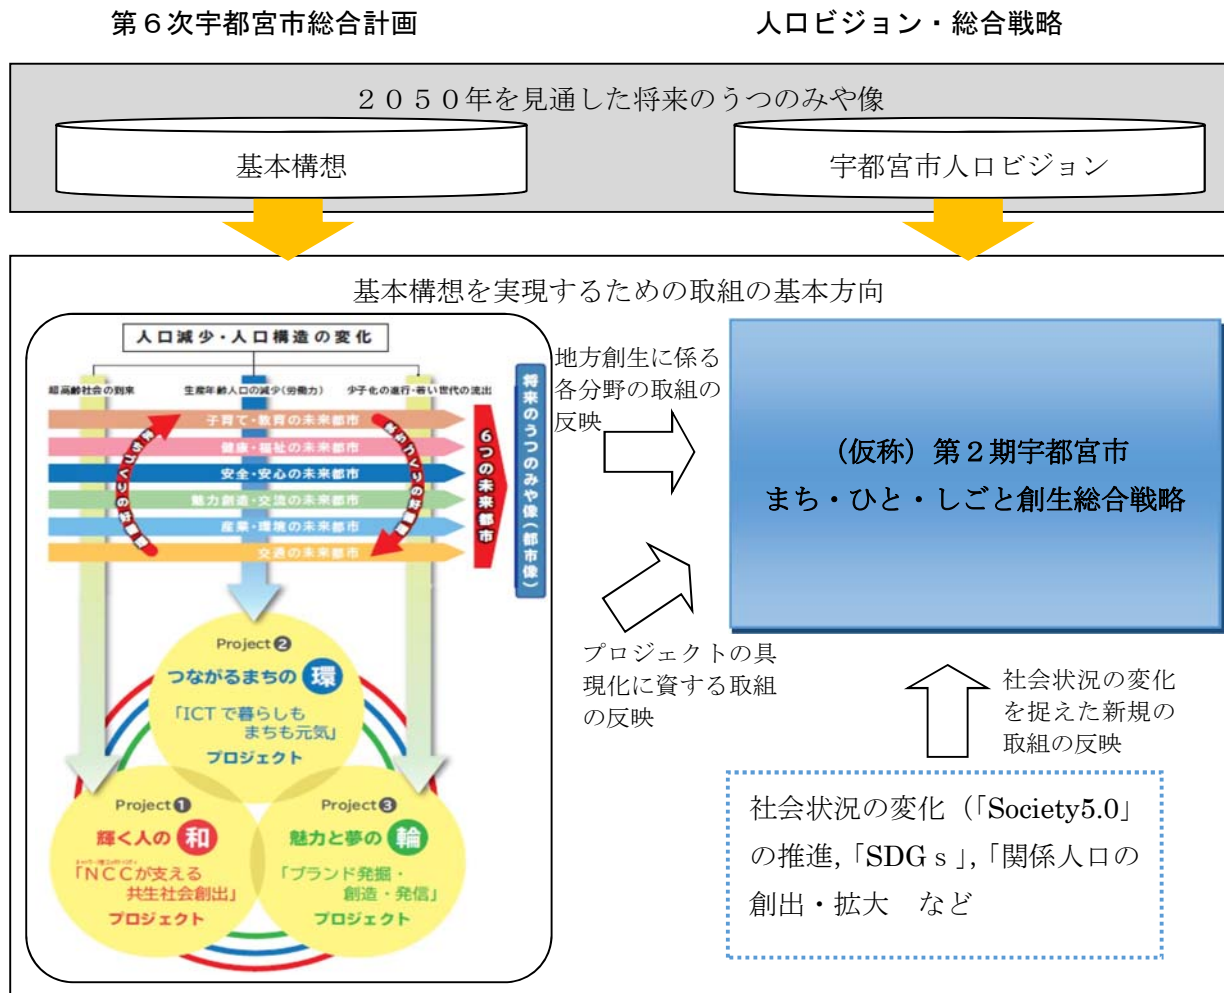 第６次宇都宮市総合計画
人口ビジョン・総合戦略
２０５０年を見通した将来のうつのみや像
基本構想
宇都宮市人口ビジョン
基本構想を実現するための取組の基本方向
人口減少・人口構造の変化
超高齢社会の到来
生産年齢人口の減少(労働力)
少子化の進行・若い世代の流出
子育て・教育の未来都市
健康・福祉の未来都市
安全・安心の未来都市
魅力創造・交流の未来都市
産業・環境の未来都市
交通の未来都市
６つの未来都市
将来のうつのみや像(都市像)
地方創生に係る
各分野の取組の
反映
（仮称）第２期宇都宮市
まち・ひと・しごと創生総合戦略
プロジェクトの具
現化に資する取組
の反映
社会状況の変化
を捉えた新規の
取組の反映
Project❷
つながるまちの 環
「ICTで暮らしも
まちも元気」
プロジェクト
Project❶
輝く人の 和
「NCCが支える
共生社会創出」
プロジェクト
Project❸
魅力と夢の 輪
「ブランド発掘・
創造・発信」
プロジェクト
社会状況の変化（「Society5.0」
の推進,「SDGｓ」,「関係人口の
創出・拡大　など